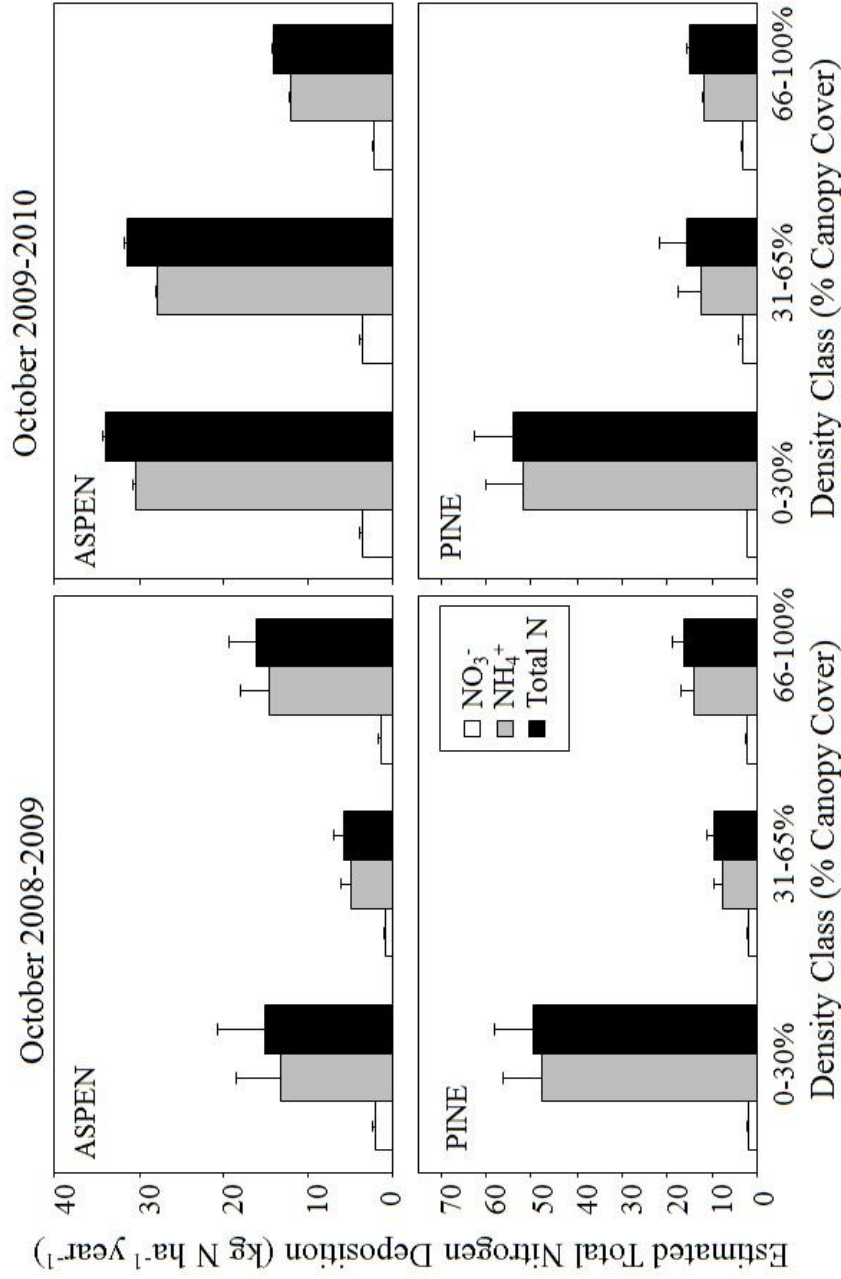 October 2008-2009
October 2009-2010
Estimated Total Nitrogen Deposition (kg N ha⁻¹ year⁻¹)
ASPEN
40
30
20
10
0
ASPEN
PINE
70
60
50
40
30
20
10
0
NO₃⁻
NH₄⁺
Total N
PINE
0-30%
31-65%
66-100%
0-30%
31-65%
66-100%
Density Class (% Canopy Cover)
Density Class (% Canopy Cover)